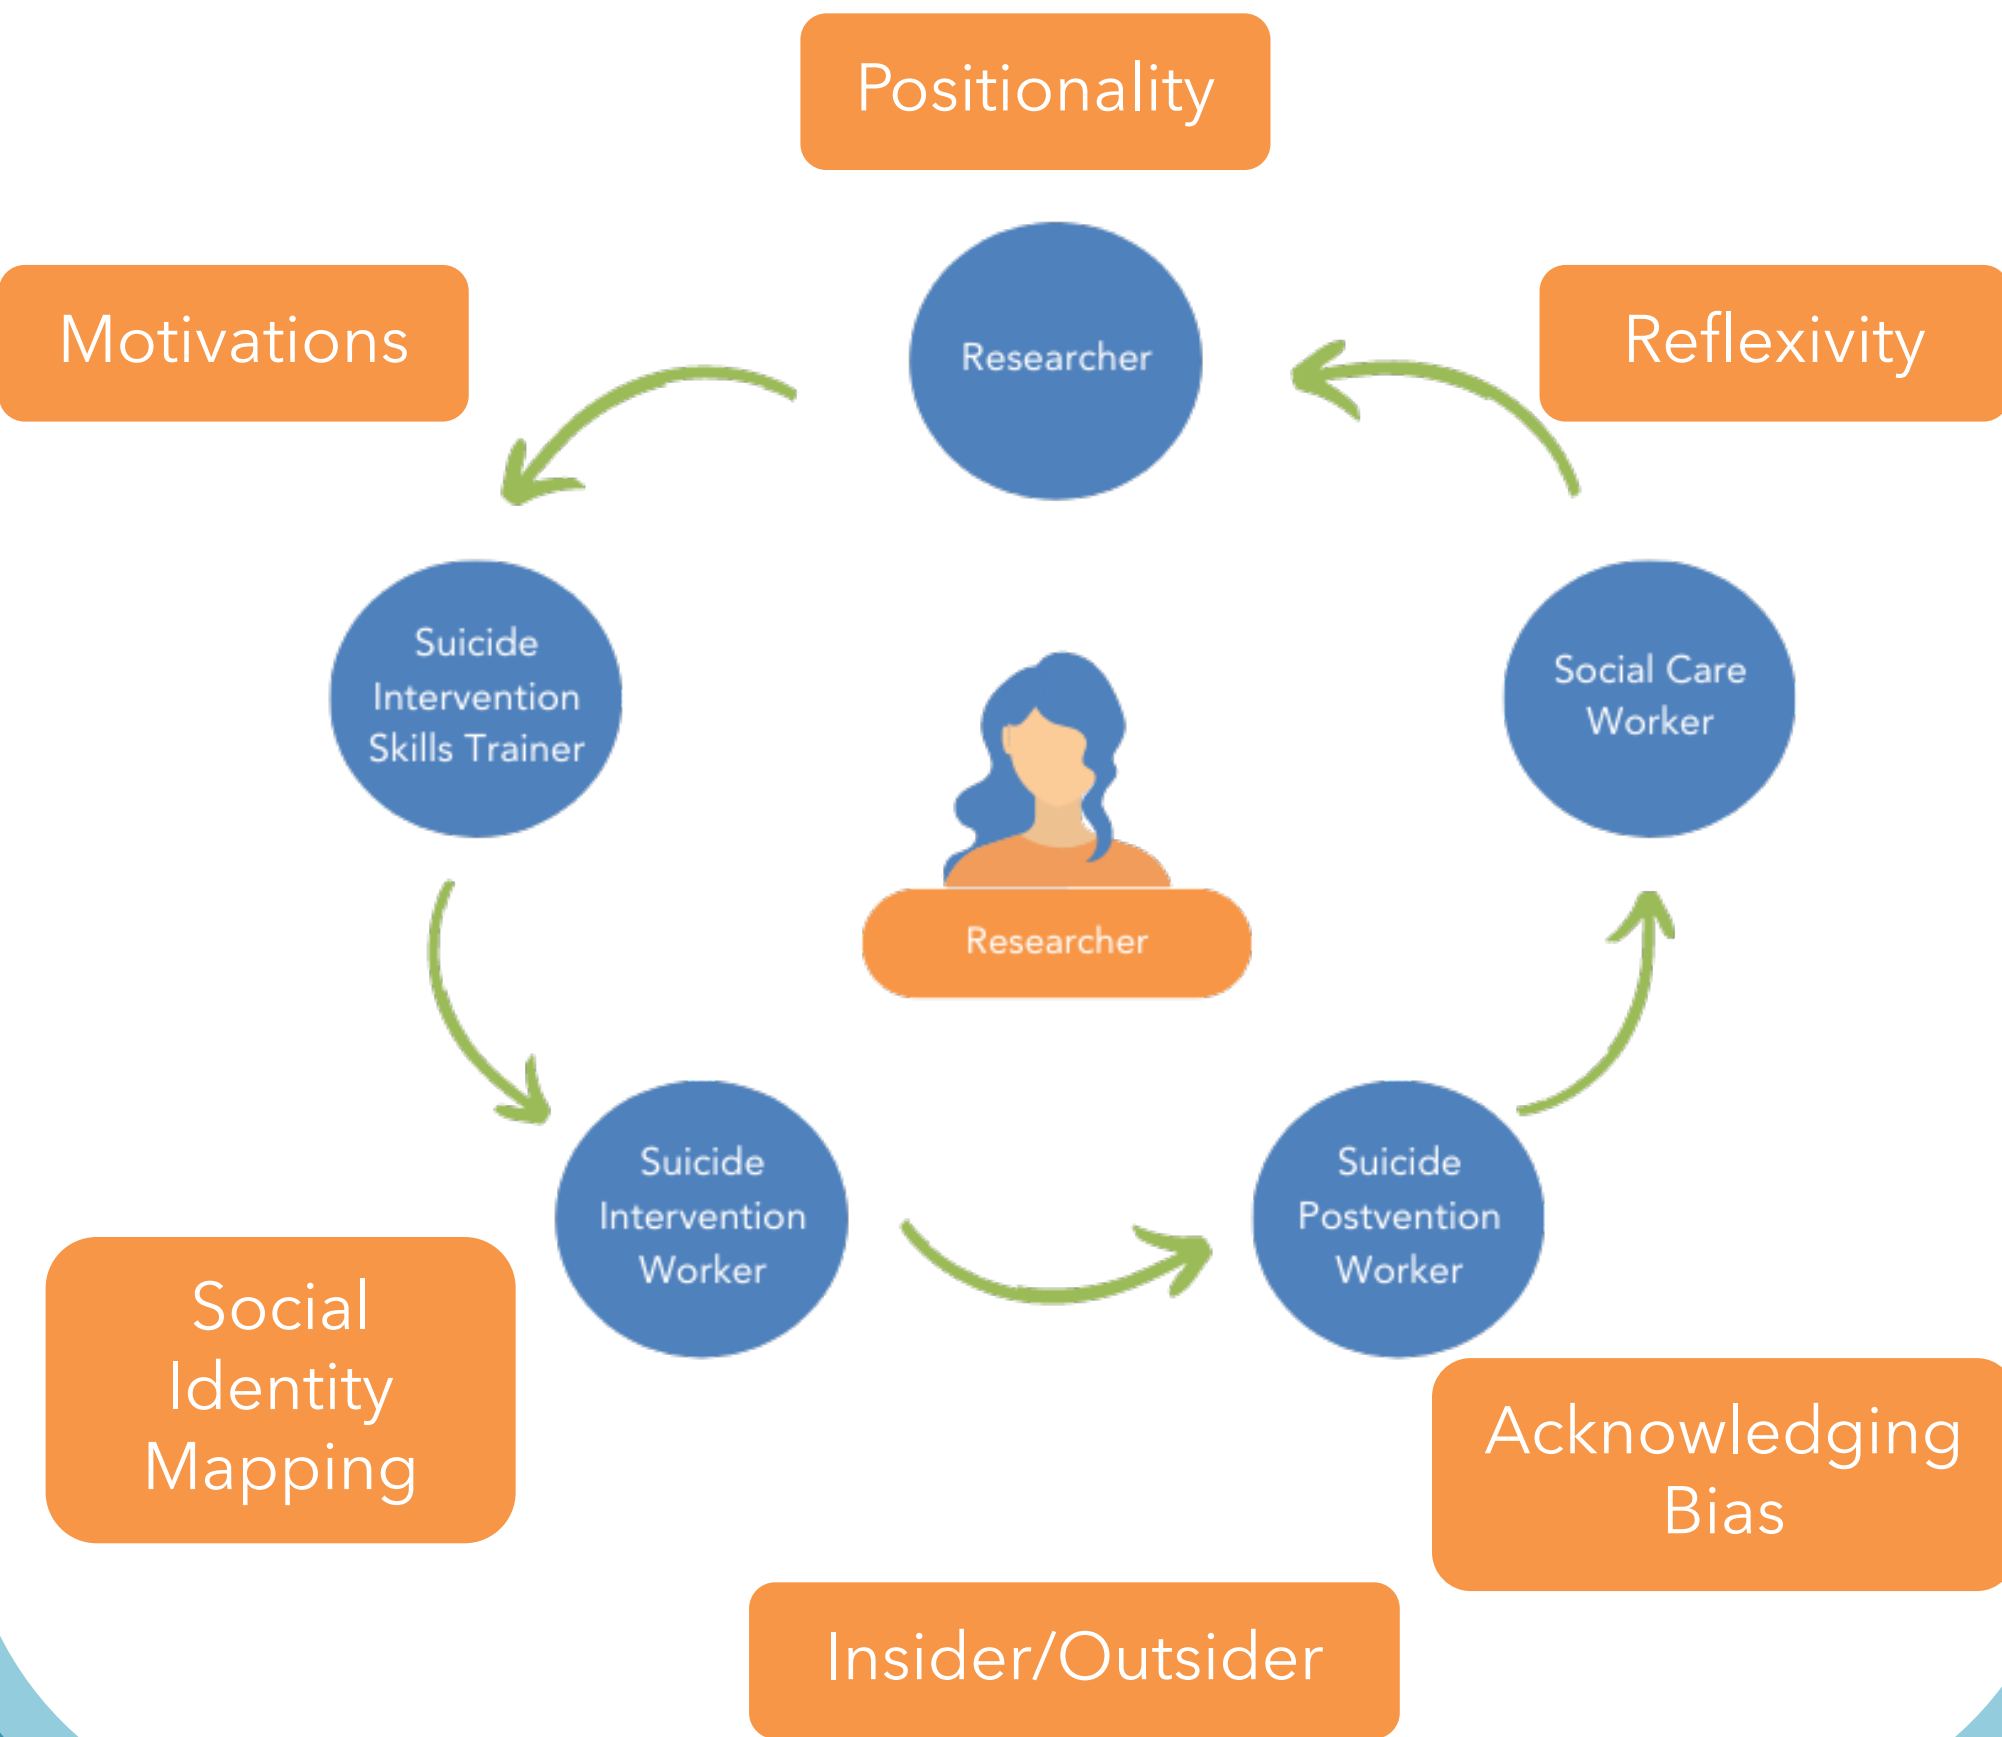 Positionality
Motivations
Reflexivity
Researcher
Suicide
Intervention
Skills Trainer
Social Care
Worker
Researcher
Suicide
Intervention
Worker
Suicide
Postvention
Worker
Social
Identity
Mapping
Acknowledging
Bias
Insider/Outsider